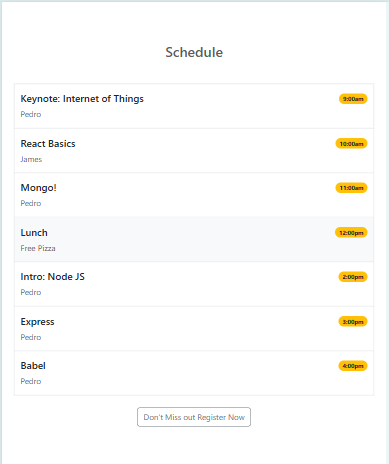 Schedule
Keynote: Internet of Things 9:00am
Pedro
React Basics 10:00am
James
Mongo! 11:00am
Pedro
Lunch 12:00pm
Free Pizza
Intro: Node JS 2:00pm
Pedro
Express 3:00pm
Pedro
Babel 4:00pm
Pedro
Don't Miss out Register Now